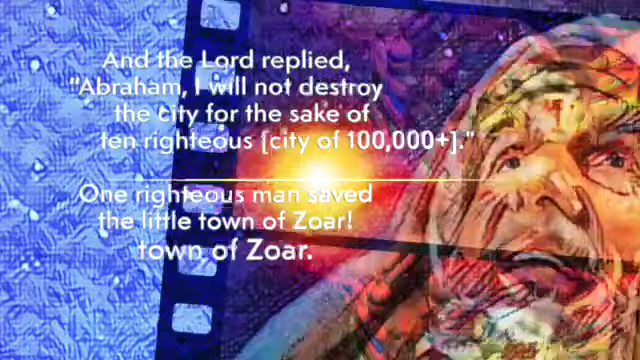 And the Lord replied,
"Abraham, I will not destroy
the city for the sake of
ten righteous [city of 100,000+]."
One righteous man saved
the little town of Zoar!
town of Zoar.